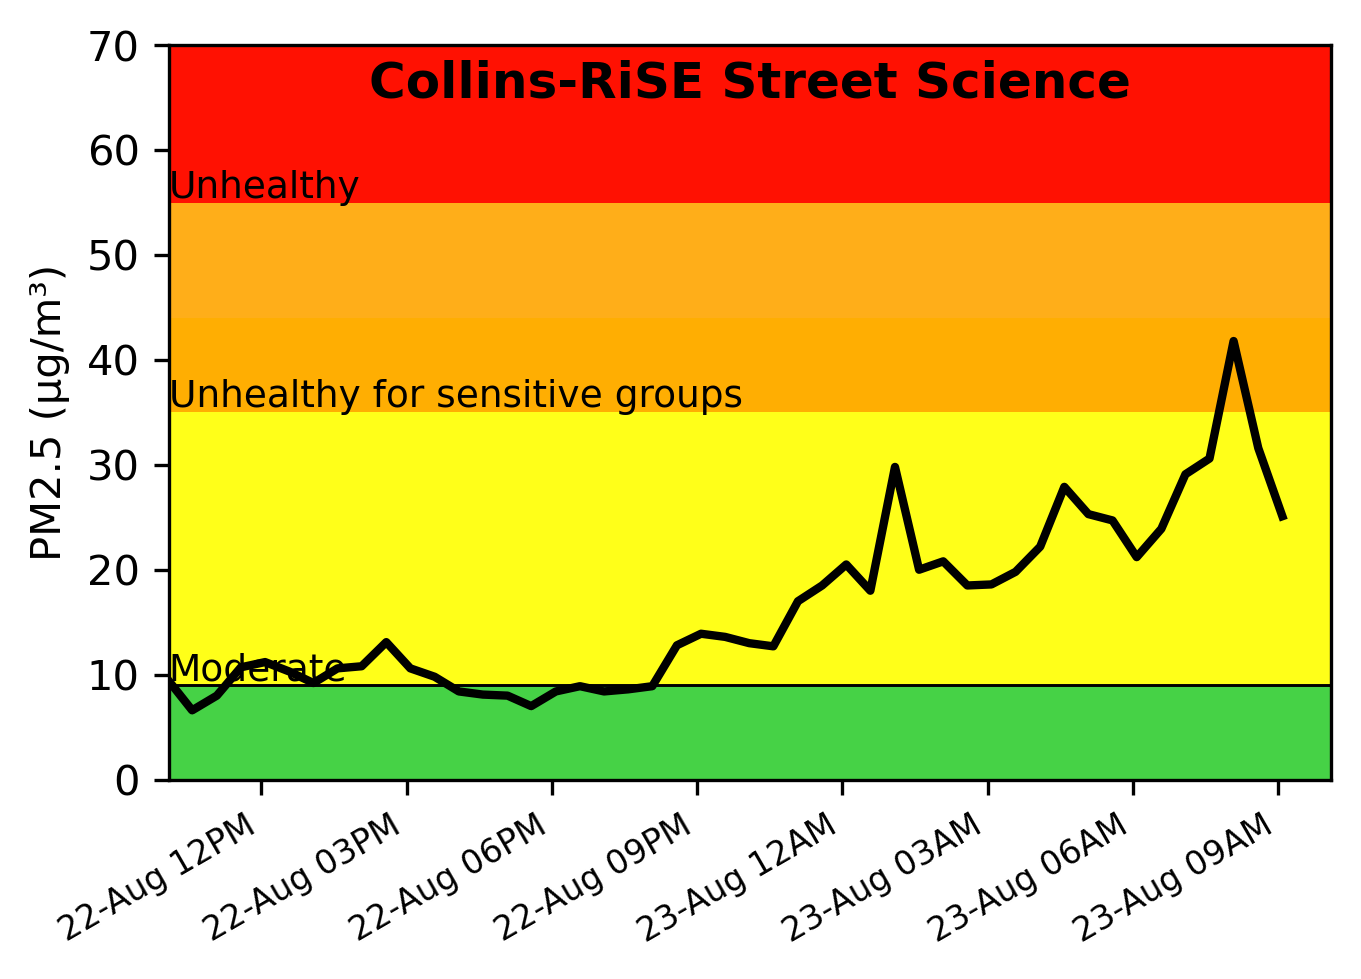 Collins-RiSE Street Science
70
60
50
40
30
20
10
0
PM2.5 (μg/m³)
Unhealthy
Unhealthy for sensitive groups
Moderate
22-Aug 12PM
22-Aug 03PM
22-Aug 06PM
22-Aug 09PM
23-Aug 12AM
23-Aug 03AM
23-Aug 06AM
23-Aug 09AM